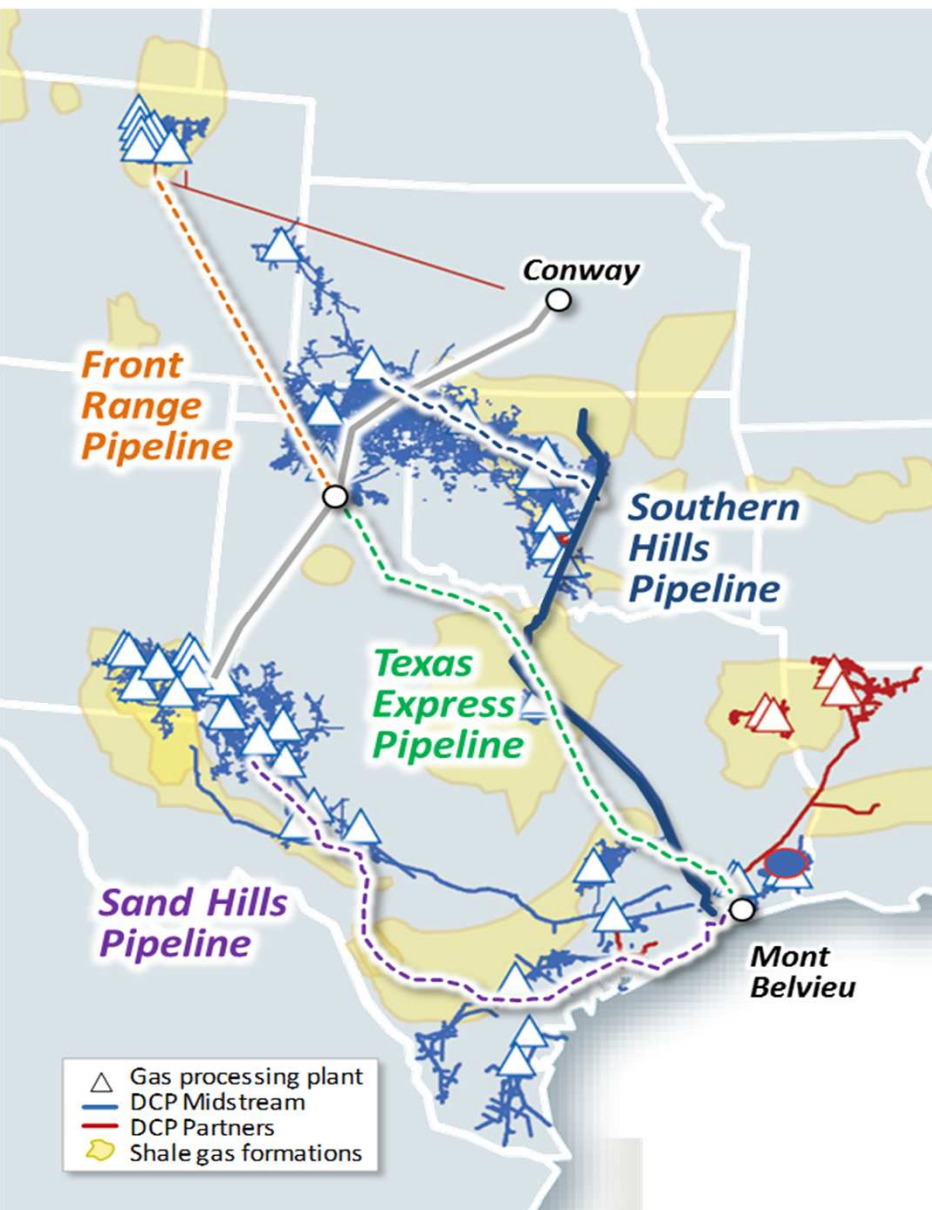 Conway
Front
Range
Pipeline
Southern
Hills
Pipeline
Texas
Express
Pipeline
Sand Hills
Pipeline
Mont
Belvieu
Gas processing plant
DCP Midstream
DCP Partners
Shale gas formations